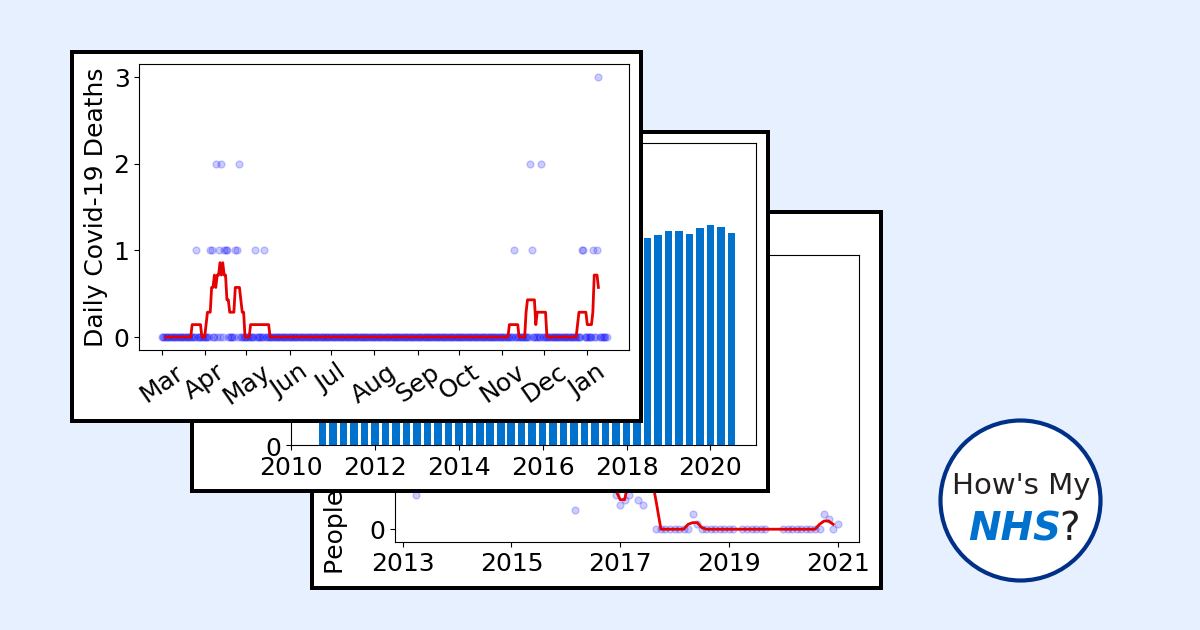 Daily Covid-19 Deaths
3
2
1
0
Mar Apr May Jun Jul Aug Sep Oct Nov Dec Jan
0
2010 2012 2014 2016 2018 2020
People
0
2013 2015 2017 2019 2021
How's My
NHS?